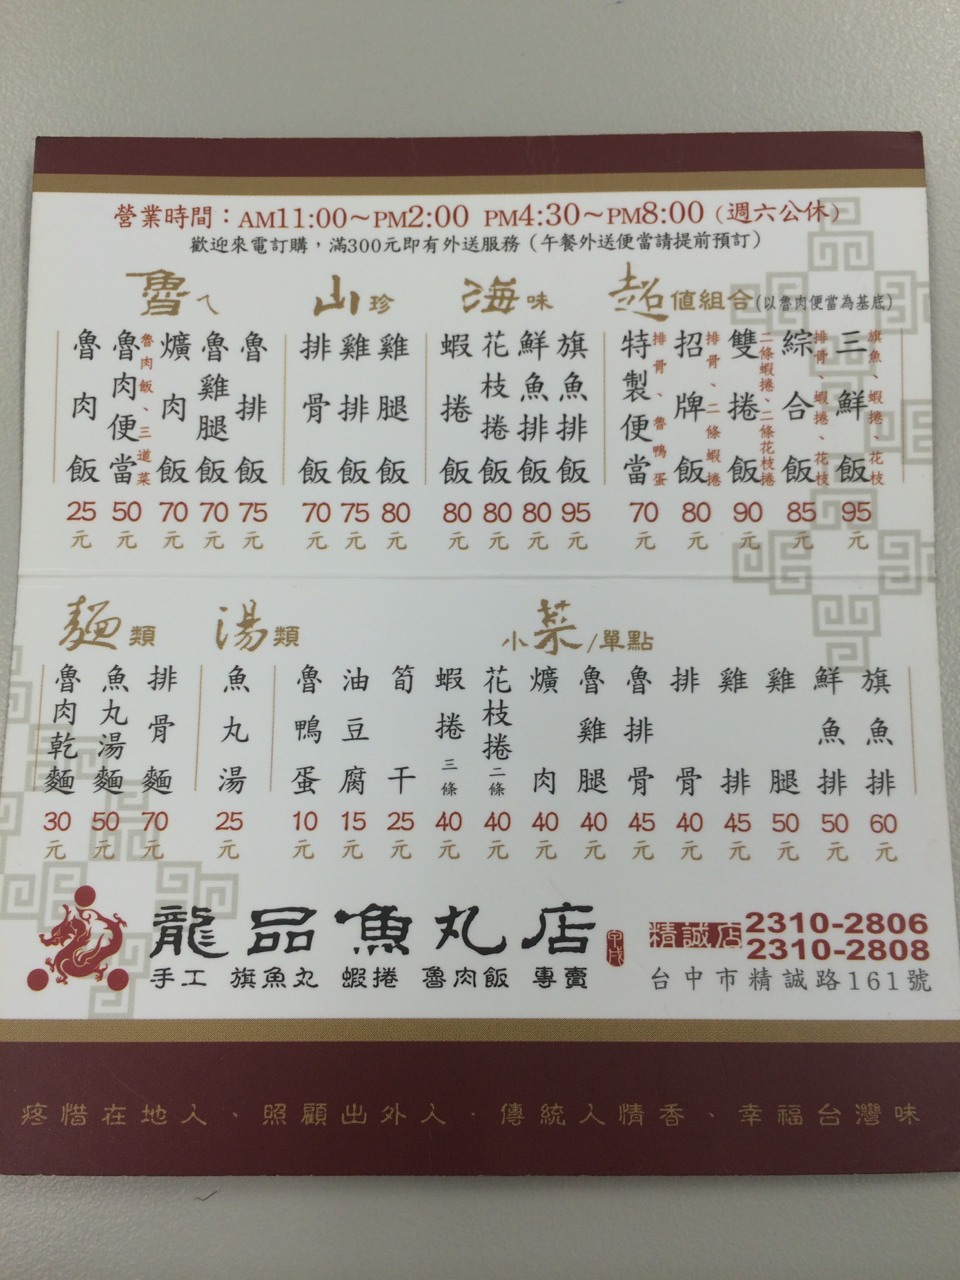 營業時間：AM11:00～PM2:00 PM4:30～PM8:00（週六公休）
歡迎來電訂購，滿300元即有外送服務（午餐外送便當請提前預訂）
魯ㄟ
魯肉飯 25元
魯肉便當 魯肉飯、三道菜 50元
爌肉飯 70元
魯雞腿飯 70元
魯排飯 75元
山珍
排骨飯 70元
雞排飯 75元
雞腿飯 80元
海味
蝦捲飯 80元
花枝捲飯 80元
鮮魚排飯 80元
旗魚排飯 95元
超值組合(以魯肉便當為基底)
特製便當 排骨、魯鴨蛋 70元
招牌飯 排骨、二條蝦捲 80元
雙捲飯 二條蝦捲、二條花枝捲 90元
綜合飯 排骨、蝦捲、花枝 85元
三鮮飯 旗魚、蝦捲、花枝 95元
麵類
魯肉乾麵 30元
魚丸湯麵 50元
排骨麵 70元
湯類
魚丸湯 25元
小菜/單點
魯鴨蛋 10元
油豆腐 15元
筍干 25元
蝦捲三條 40元
花枝捲二條 40元
爌肉 40元
魯雞腿 40元
魯排骨 45元
排骨 40元
雞排 45元
雞腿 50元
鮮魚排 50元
旗魚排 60元
龍品魚丸店 甲戌
手工 旗魚丸 蝦捲 魯肉飯 專賣
精誠店 2310-2806
2310-2808
台中市精誠路161號
疼惜在地人、照顧出外人．傳統人情香、幸福台灣味